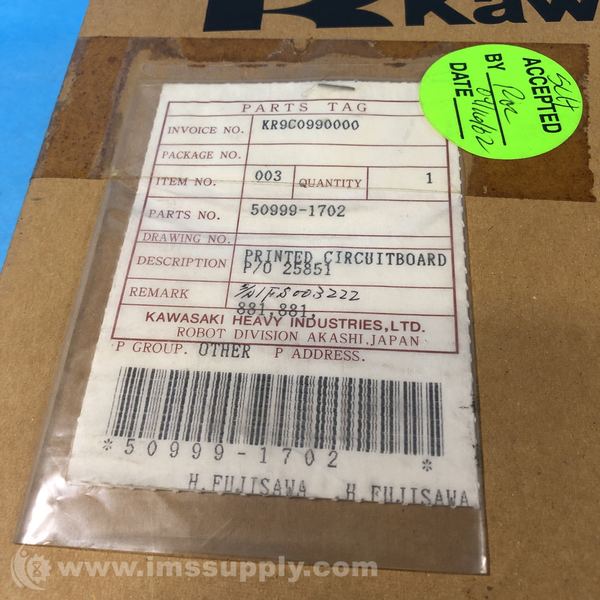 Kaw
SCH
ACCEPTED
BY
DATE
PARTS TAG
INVOICE NO. KR9C0990000
PACKAGE NO.
ITEM NO. 003 QUANTITY 1
PARTS NO. 50999-1702
DRAWING NO.
DESCRIPTION PRINTED CIRCUITBOARD
P/O 25851
REMARK
881,881,
KAWASAKI HEAVY INDUSTRIES,LTD.
ROBOT DIVISION AKASHI,JAPAN
P GROUP. OTHER P ADDRESS.
*50999-1702 *
H.FUJISAWA H.FUJISAWA
www.imssupply.com